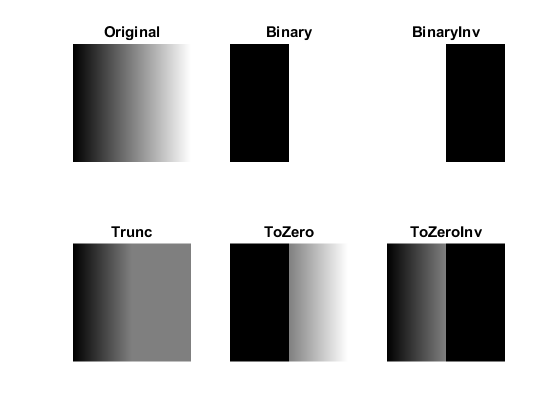 Original
Binary
BinaryInv
Trunc
ToZero
ToZeroInv